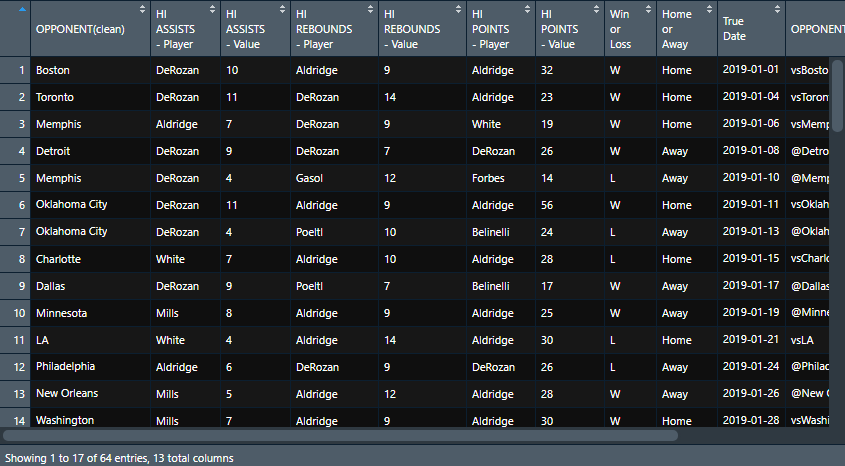 OPPONENT(clean) HI ASSISTS - Player HI ASSISTS - Value HI REBOUNDS - Player HI REBOUNDS - Value HI POINTS - Player HI POINTS - Value Win or Loss Home or Away True Date OPPONENT
1 Boston DeRozan 10 Aldridge 9 Aldridge 32 W Home 2019-01-01 vsBosto
2 Toronto DeRozan 11 DeRozan 14 Aldridge 23 W Home 2019-01-04 vsToron
3 Memphis Aldridge 7 DeRozan 9 White 19 W Home 2019-01-06 vsMemp
4 Detroit DeRozan 9 DeRozan 7 DeRozan 26 W Away 2019-01-08 @Detro
5 Memphis DeRozan 4 Gasol 12 Forbes 14 L Away 2019-01-10 @Memp
6 Oklahoma City DeRozan 11 Aldridge 9 Aldridge 56 W Home 2019-01-11 vsOklah
7 Oklahoma City DeRozan 4 Poeltl 10 Belinelli 24 L Away 2019-01-13 @Oklah
8 Charlotte White 7 Aldridge 10 Aldridge 28 L Home 2019-01-15 vsCharlo
9 Dallas DeRozan 9 Poeltl 7 Belinelli 17 W Away 2019-01-17 @Dallas
10 Minnesota Mills 8 Aldridge 9 Aldridge 25 W Away 2019-01-19 @Minne
11 LA White 4 Aldridge 14 Aldridge 30 L Home 2019-01-21 vsLA
12 Philadelphia Aldridge 6 DeRozan 9 DeRozan 26 L Away 2019-01-24 @Philad
13 New Orleans Mills 5 Aldridge 12 Aldridge 28 W Away 2019-01-26 @New O
14 Washington Mills 7 Aldridge 9 Aldridge 30 W Home 2019-01-28 vsWashi
Showing 1 to 17 of 64 entries, 13 total columns